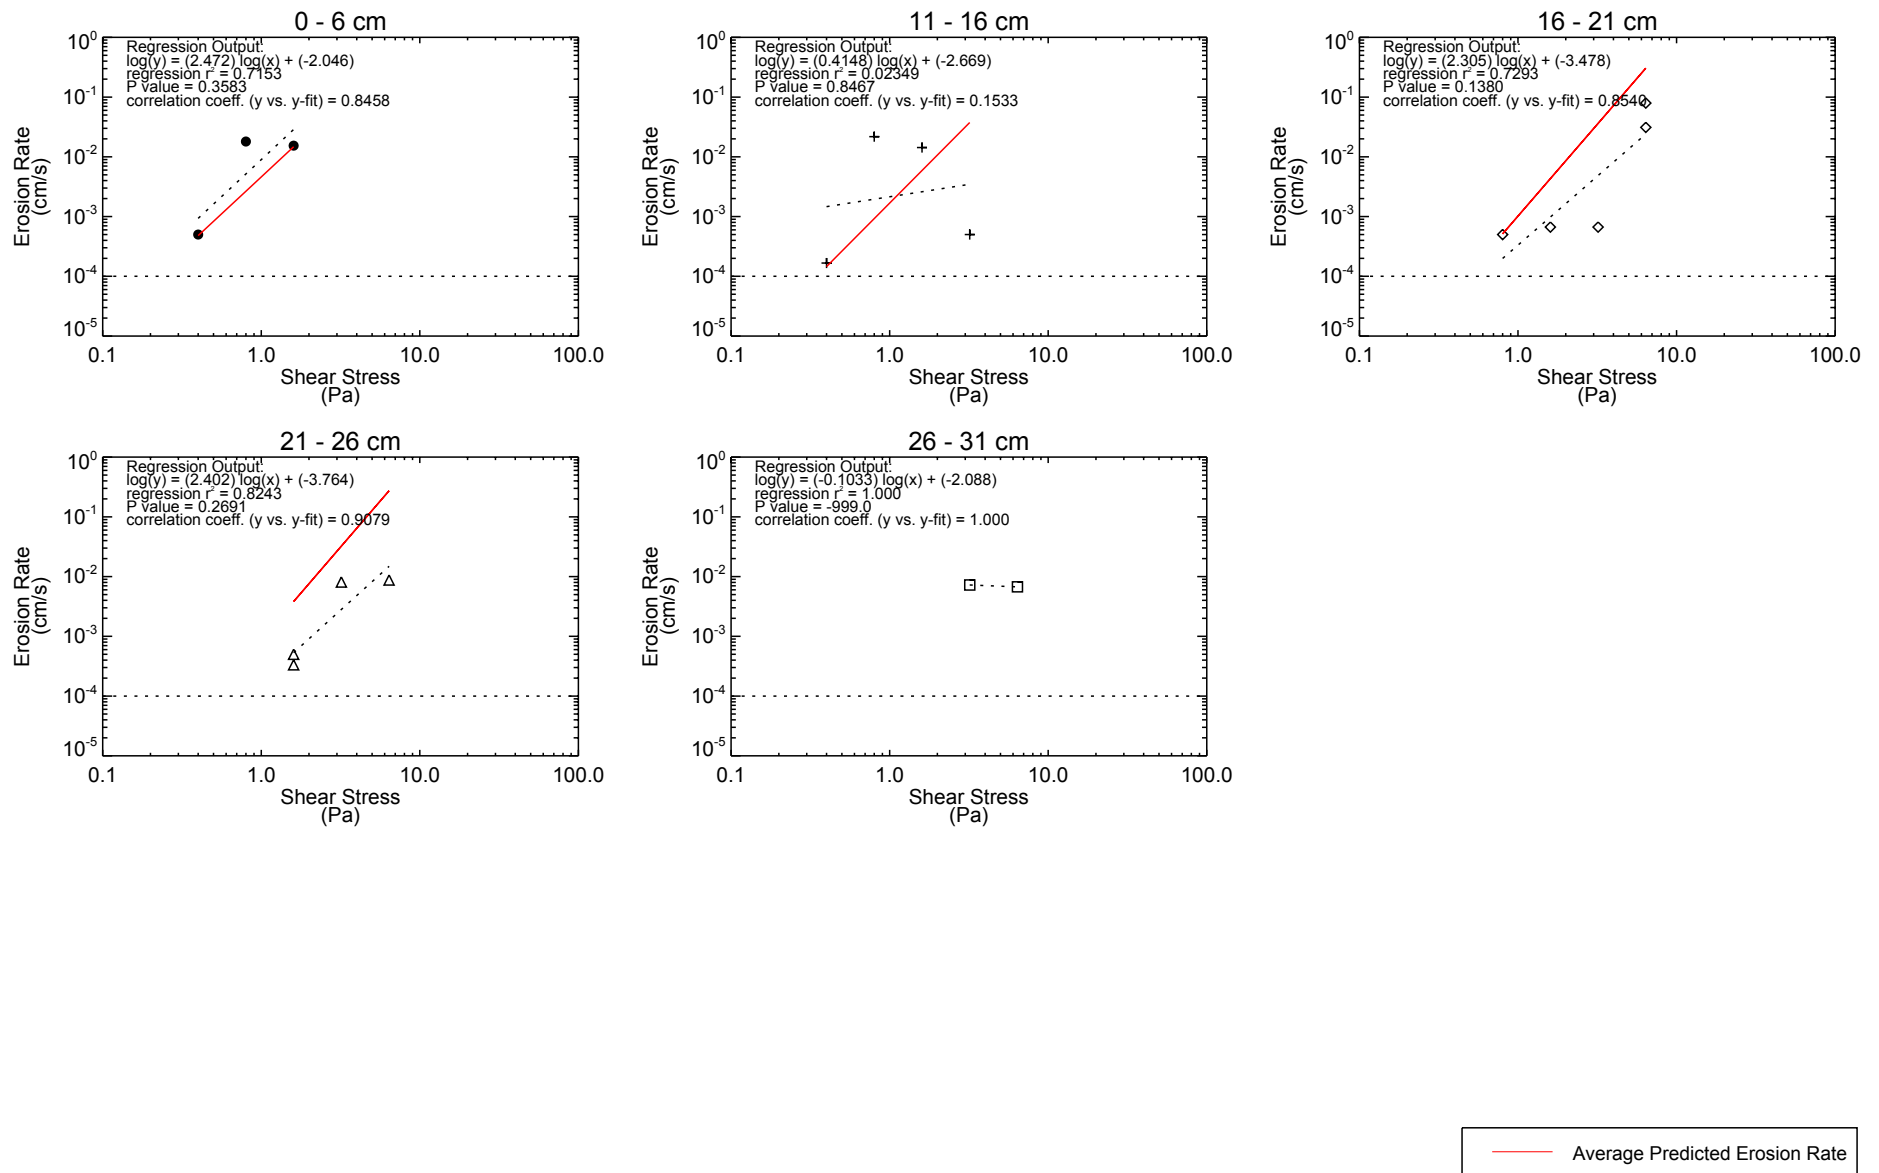 0 - 6 cm
Regression Output:
log(y) = (2.472) log(x) + (-2.046)
regression r² = 0.7153
P value = 0.3583
correlation coeff. (y vs. y-fit) = 0.8458
10⁰
10⁻¹
10⁻²
10⁻³
10⁻⁴
10⁻⁵
Erosion Rate
(cm/s)
0.1 1.0 10.0 100.0
Shear Stress
(Pa)
11 - 16 cm
Regression Output:
log(y) = (0.4148) log(x) + (-2.669)
regression r² = 0.02349
P value = 0.8467
correlation coeff. (y vs. y-fit) = 0.1533
10⁰
10⁻¹
10⁻²
10⁻³
10⁻⁴
10⁻⁵
Erosion Rate
(cm/s)
0.1 1.0 10.0 100.0
Shear Stress
(Pa)
16 - 21 cm
Regression Output:
log(y) = (2.305) log(x) + (-3.478)
regression r² = 0.7293
P value = 0.1380
correlation coeff. (y vs. y-fit) = 0.8540
10⁰
10⁻¹
10⁻²
10⁻³
10⁻⁴
10⁻⁵
Erosion Rate
(cm/s)
0.1 1.0 10.0 100.0
Shear Stress
(Pa)
21 - 26 cm
Regression Output:
log(y) = (2.402) log(x) + (-3.764)
regression r² = 0.8243
P value = 0.2691
correlation coeff. (y vs. y-fit) = 0.9079
10⁰
10⁻¹
10⁻²
10⁻³
10⁻⁴
10⁻⁵
Erosion Rate
(cm/s)
0.1 1.0 10.0 100.0
Shear Stress
(Pa)
26 - 31 cm
Regression Output:
log(y) = (-0.1033) log(x) + (-2.088)
regression r² = 1.000
P value = -999.0
correlation coeff. (y vs. y-fit) = 1.000
10⁰
10⁻¹
10⁻²
10⁻³
10⁻⁴
10⁻⁵
Erosion Rate
(cm/s)
0.1 1.0 10.0 100.0
Shear Stress
(Pa)
Average Predicted Erosion Rate